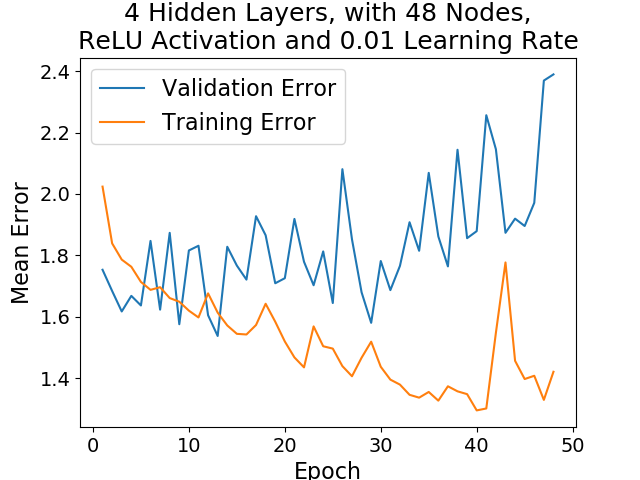 4 Hidden Layers, with 48 Nodes,
ReLU Activation and 0.01 Learning Rate
Validation Error
Training Error
Mean Error
2.4
2.2
2.0
1.8
1.6
1.4
0 10 20 30 40 50
Epoch